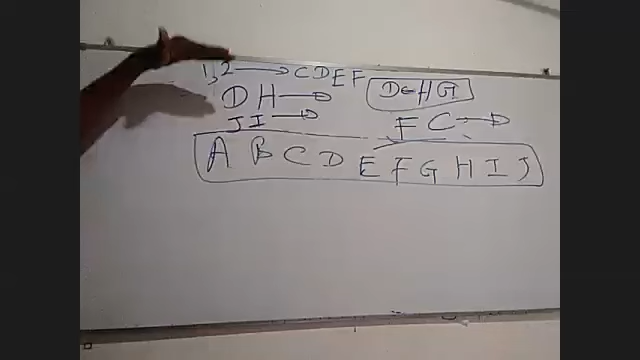 1,2 → C D E F
D H → D
D ← H G
J I → D
F C → D
A B C D E F G H I J